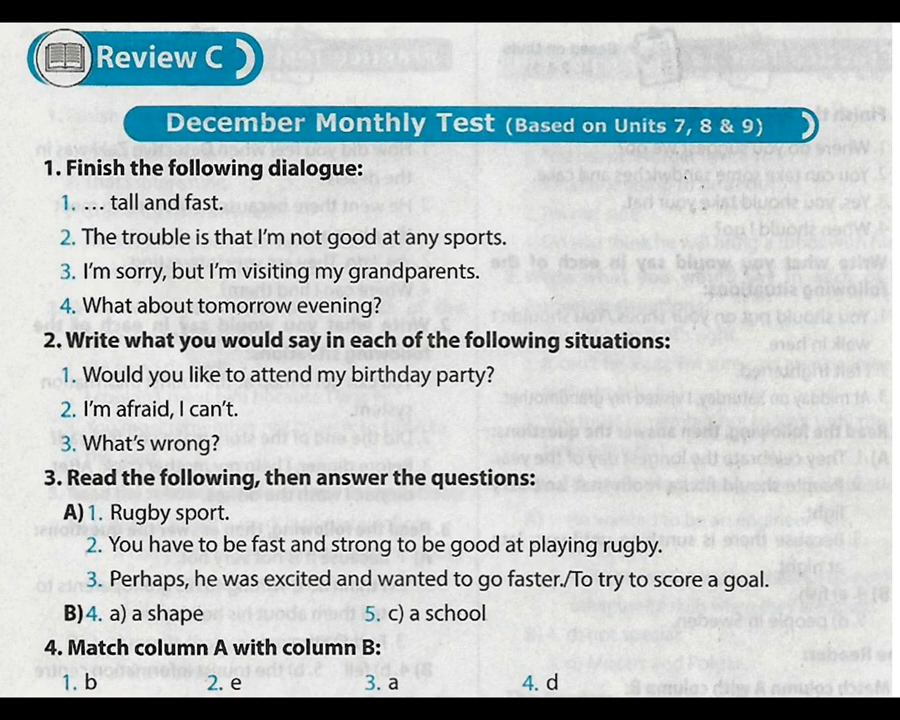 Review C
December Monthly Test (Based on Units 7, 8 & 9)
1. Finish the following dialogue:
1. ... tall and fast.
2. The trouble is that I'm not good at any sports.
3. I'm sorry, but I'm visiting my grandparents.
4. What about tomorrow evening?
2. Write what you would say in each of the following situations:
1. Would you like to attend my birthday party?
2. I'm afraid, I can't.
3. What's wrong?
3. Read the following, then answer the questions:
A) 1. Rugby sport.
2. You have to be fast and strong to be good at playing rugby.
3. Perhaps, he was excited and wanted to go faster./To try to score a goal.
B) 4. a) a shape 5. c) a school
4. Match column A with column B:
1. b 2. e 3. a 4. d